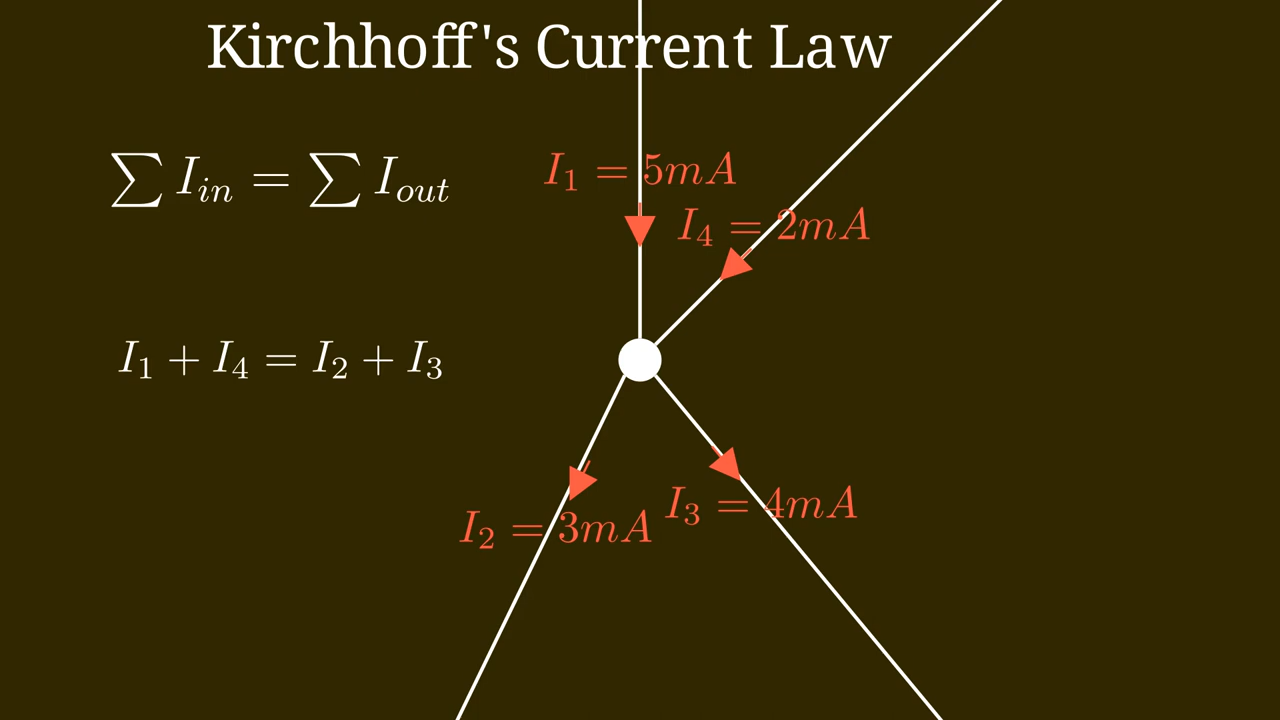 Kirchhoff's Current Law
∑ I_in = ∑ I_out
I_1 = 5mA
I_4 = 2mA
I_1 + I_4 = I_2 + I_3
I_3 = 4mA
I_2 = 3mA